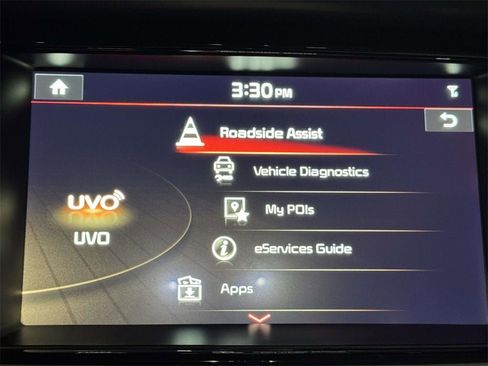 3:30 PM
Roadside Assist
Vehicle Diagnostics
UVO
My POIs
UVO
eServices Guide
Apps